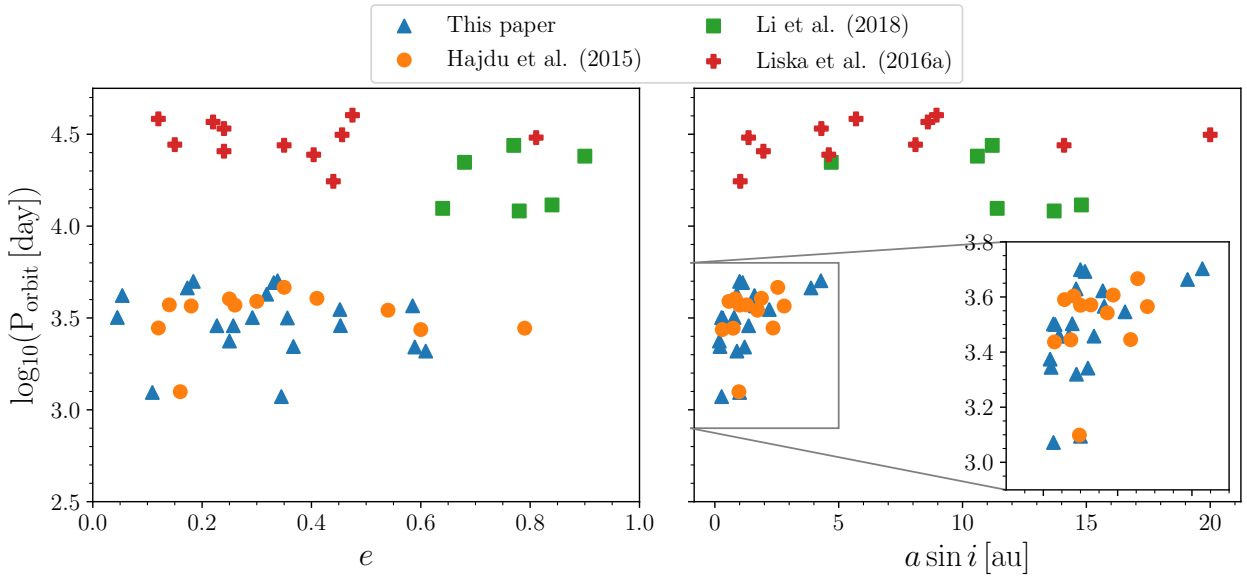 This paper
Hajdu et al. (2015)
Li et al. (2018)
Liska et al. (2016a)
log₁₀(P_orbit [day])
4.5
4.0
3.5
3.0
2.5
0.0 0.2 0.4 0.6 0.8 1.0
e
3.8
3.6
3.4
3.2
3.0
0 5 10 15 20
a sin i [au]